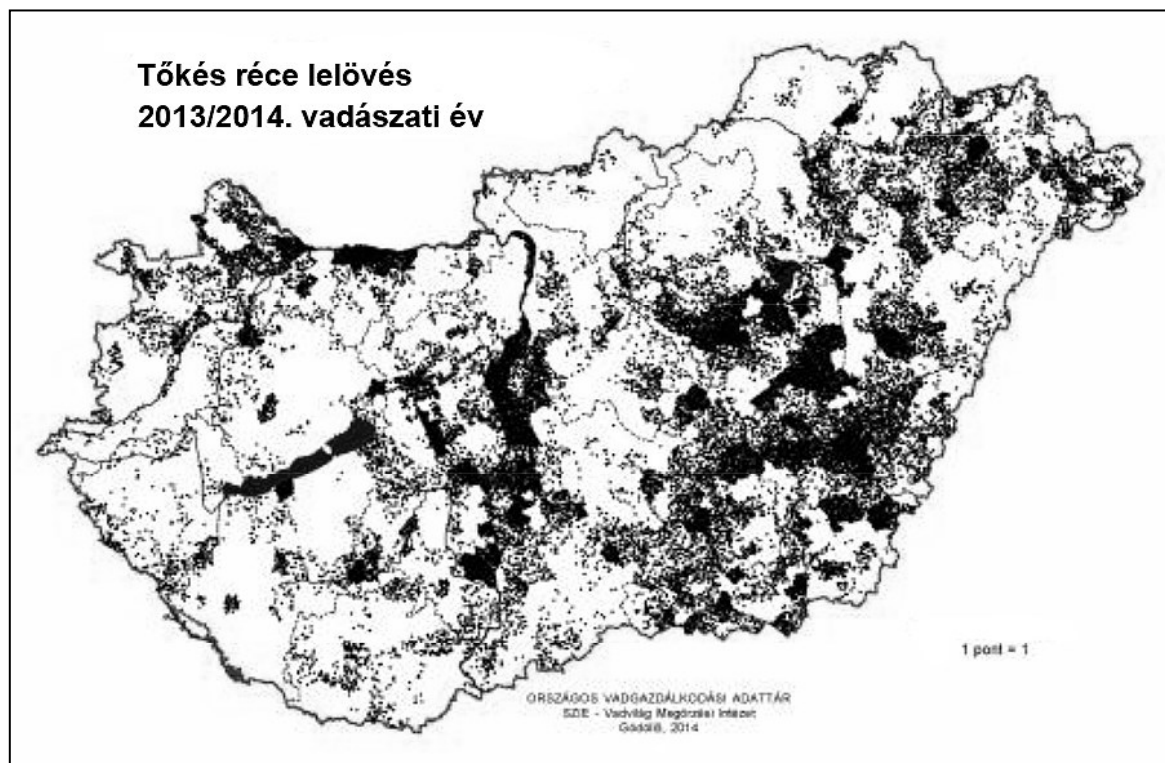 Tőkés réce lelövés
2013/2014. vadászati év
1 pont = 1
ORSZÁGOS VADGAZDÁLKODÁSI ADATTÁR
SZIE - Vadvilág Megőrzési Intézet
Gödöllő, 2014